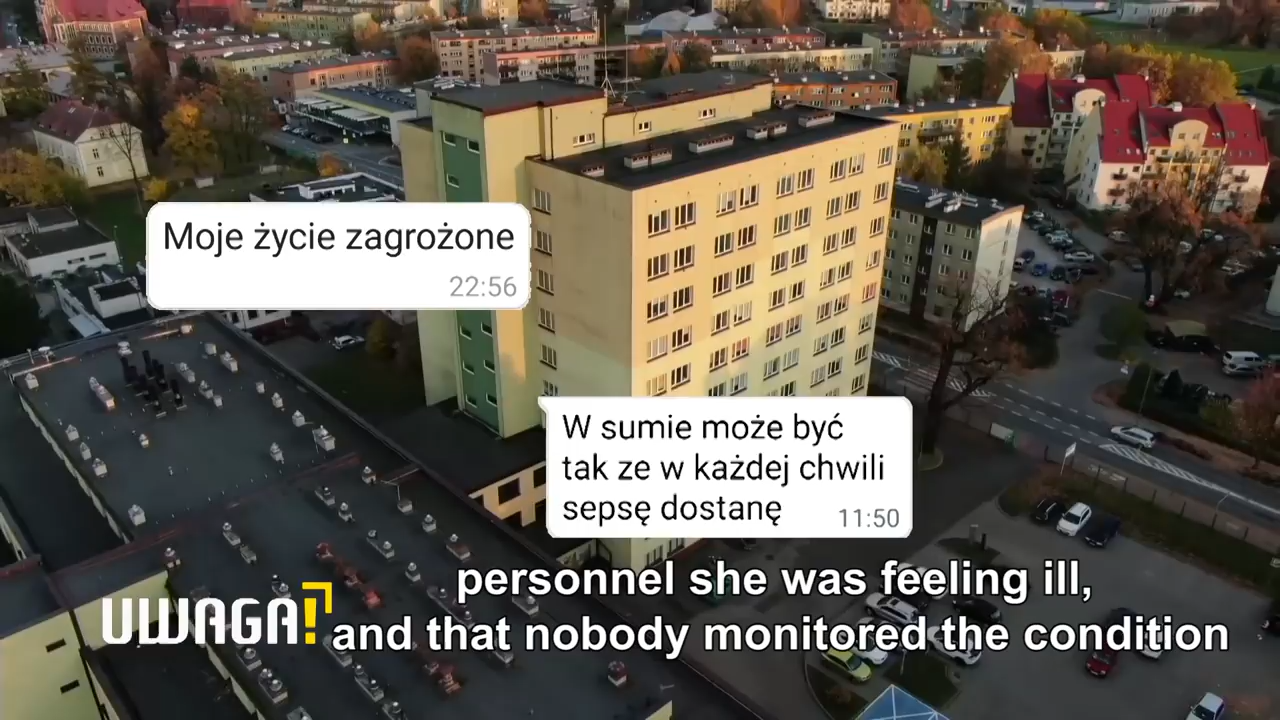 Moje życie zagrożone
22:56
W sumie może być
tak ze w każdej chwili
sepsę dostanę
11:50
personnel she was feeling ill,
UWAGA! and that nobody monitored the condition